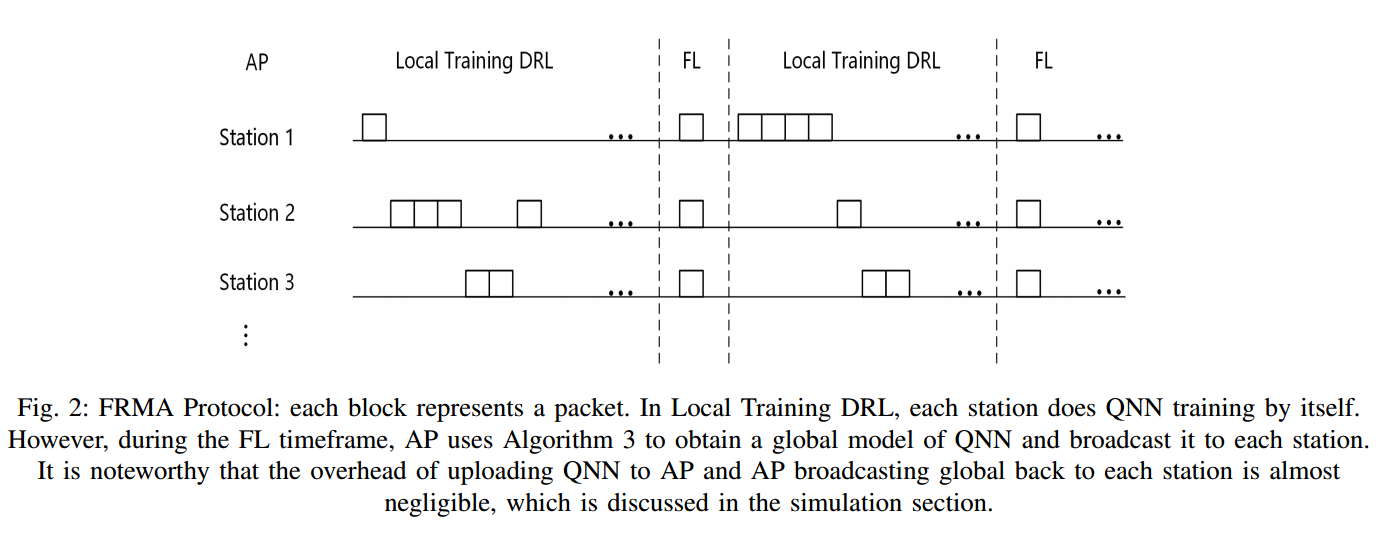 AP Local Training DRL FL Local Training DRL FL
Station 1 ... ... ...
Station 2 ... ... ...
Station 3 ... ... ...
⋮
Fig. 2: FRMA Protocol: each block represents a packet. In Local Training DRL, each station does QNN training by itself.
However, during the FL timeframe, AP uses Algorithm 3 to obtain a global model of QNN and broadcast it to each station.
It is noteworthy that the overhead of uploading QNN to AP and AP broadcasting global back to each station is almost
negligible, which is discussed in the simulation section.